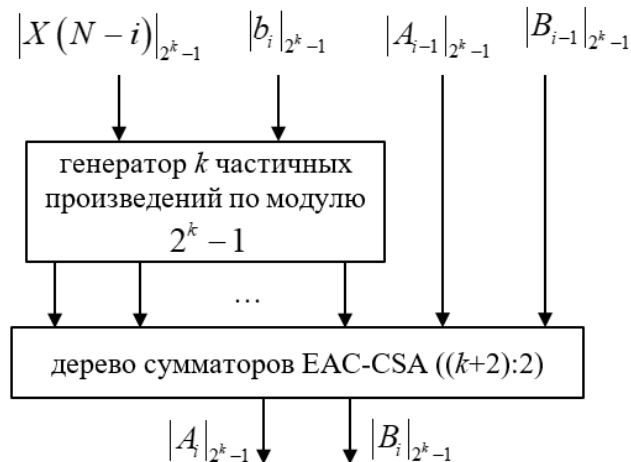 |X(N−i)|_{2^k−1} |b_i|_{2^k−1} |A_{i−1}|_{2^k−1} |B_{i−1}|_{2^k−1}
генератор k частичных
произведений по модулю
2^k − 1
...
дерево сумматоров EAC-CSA ((k+2):2)
|A_i|_{2^k−1} |B_i|_{2^k−1}